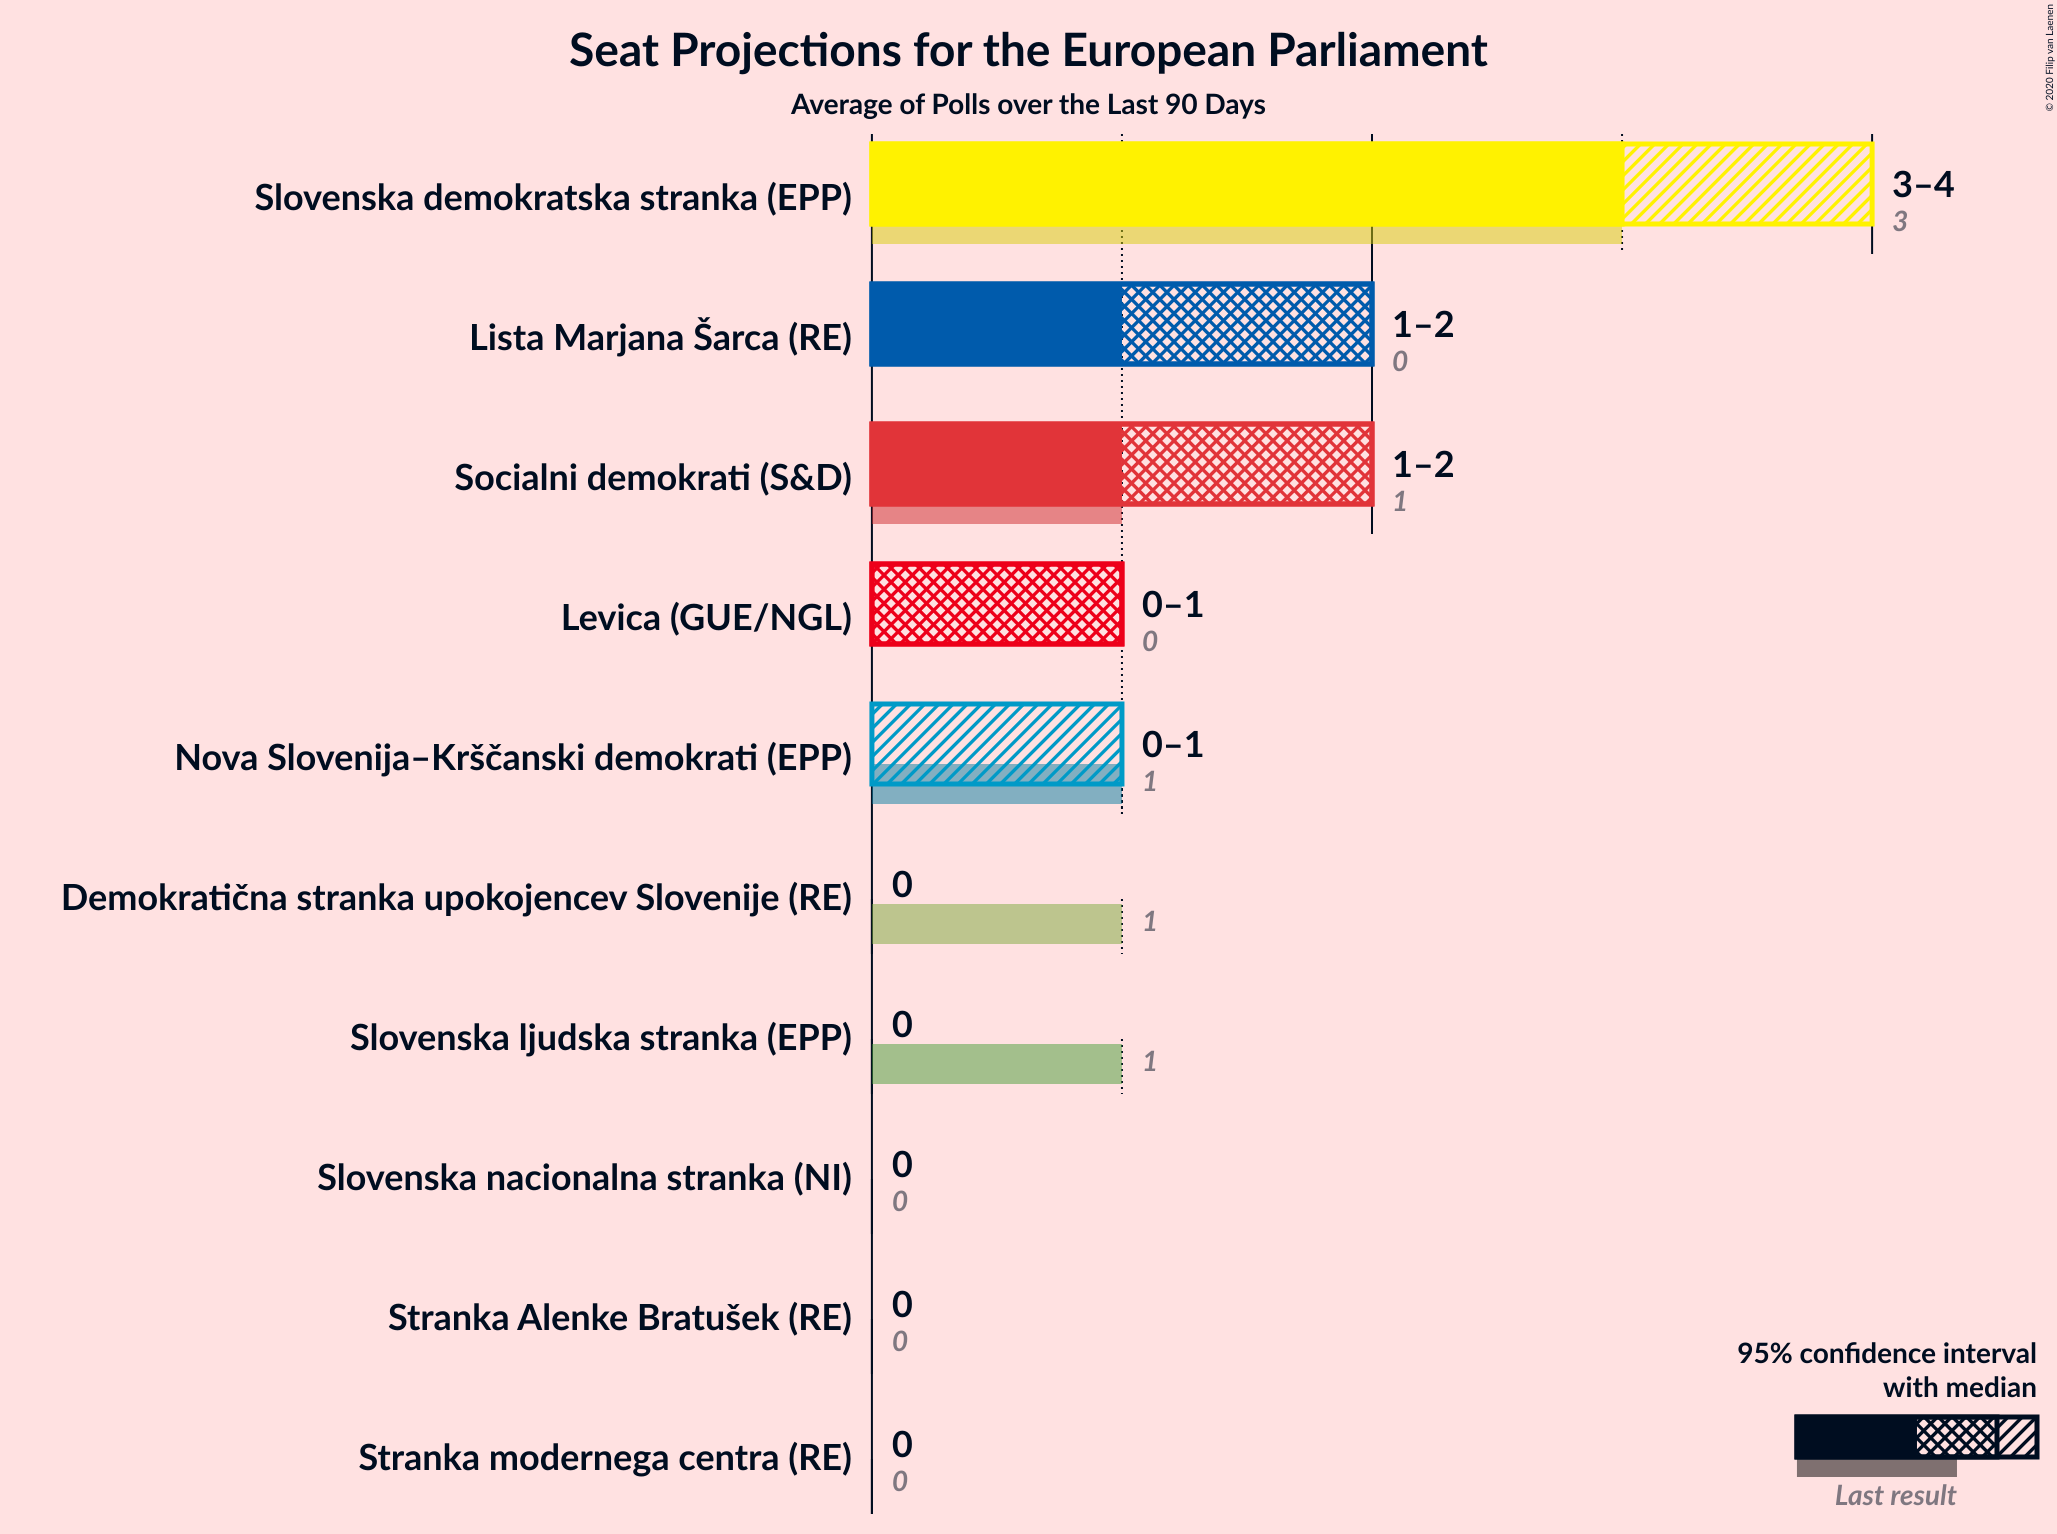 Seat Projections for the European Parliament
Average of Polls over the Last 90 Days
© 2020 Filip van Laenen
Slovenska demokratska stranka (EPP)
3–4
3
Lista Marjana Šarca (RE)
1–2
0
Socialni demokrati (S&D)
1–2
1
Levica (GUE/NGL)
0–1
0
Nova Slovenija–Krščanski demokrati (EPP)
0–1
1
Demokratična stranka upokojencev Slovenije (RE)
0
1
Slovenska ljudska stranka (EPP)
0
1
Slovenska nacionalna stranka (NI)
0
0
Stranka Alenke Bratušek (RE)
0
0
Stranka modernega centra (RE)
0
0
95% confidence interval
with median
Last result